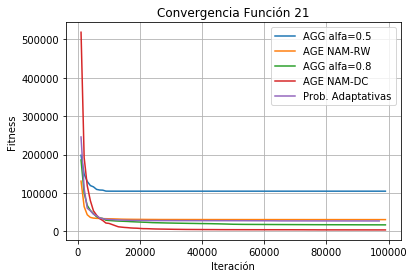 Convergencia Función 21
AGG alfa=0.5
AGE NAM-RW
AGG alfa=0.8
AGE NAM-DC
Prob. Adaptativas
Fitness
500000
400000
300000
200000
100000
0
0 20000 40000 60000 80000 100000
Iteración